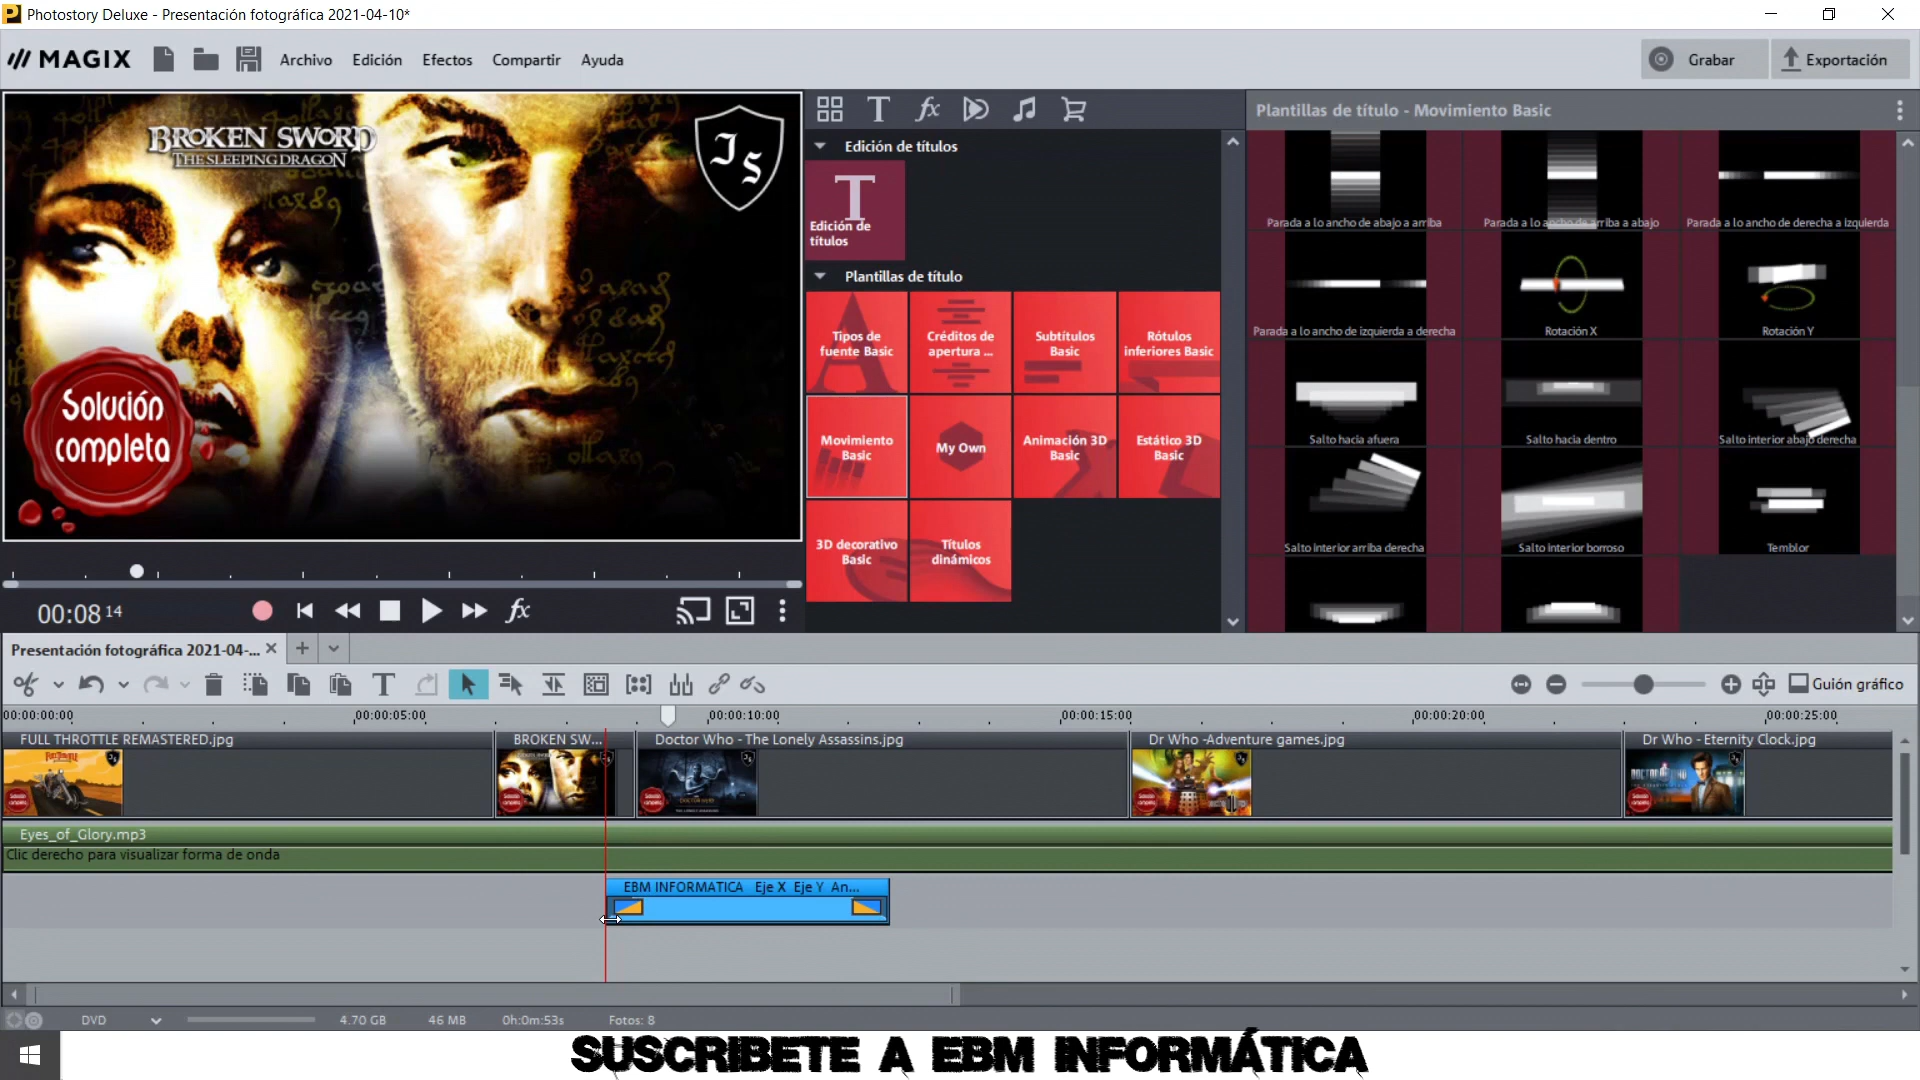 Photostory Deluxe - Presentación fotográfica 2021-04-10*
MAGIX
Archivo
Edición
Efectos
Compartir
Ayuda
Grabar
Exportación
BROKEN SWORD
THE SLEEPING DRAGON
JS
Solución
completa
Edición de títulos
Edición de
títulos
Plantillas de título
Tipos de
fuente Basic
Créditos de
apertura ...
Subtítulos
Basic
Rótulos
inferiores Basic
Movimiento
Basic
My Own
Animación 3D
Basic
Estático 3D
Basic
3D decorativo
Basic
Títulos
dinámicos
Plantillas de título - Movimiento Basic
Parada a lo ancho de abajo a arriba
Parada a lo ancho de arriba a abajo
Parada a lo ancho de derecha a izquierda
Parada a lo ancho de izquierda a derecha
Rotación X
Rotación Y
Salto hacia afuera
Salto hacia dentro
Salto interior abajo derecha
Salto interior arriba derecha
Salto interior borroso
Temblor
00:08 14
Presentación fotográfica 2021-04-...
Guión gráfico
00:00:00:00
00:00:05:00
00:00:10:00
00:00:15:00
00:00:20:00
00:00:25:00
FULL THROTTLE REMASTERED.jpg
BROKEN SW...
Doctor Who - The Lonely Assassins.jpg
Dr Who -Adventure games.jpg
Dr Who - Eternity Clock.jpg
Eyes_of_Glory.mp3
Clic derecho para visualizar forma de onda
EBM INFORMATICA Eje X Eje Y An...
DVD
4.70 GB
46 MB
0h:0m:53s
Fotos: 8
SUSCRIBETE A EBM INFORMÁTICA